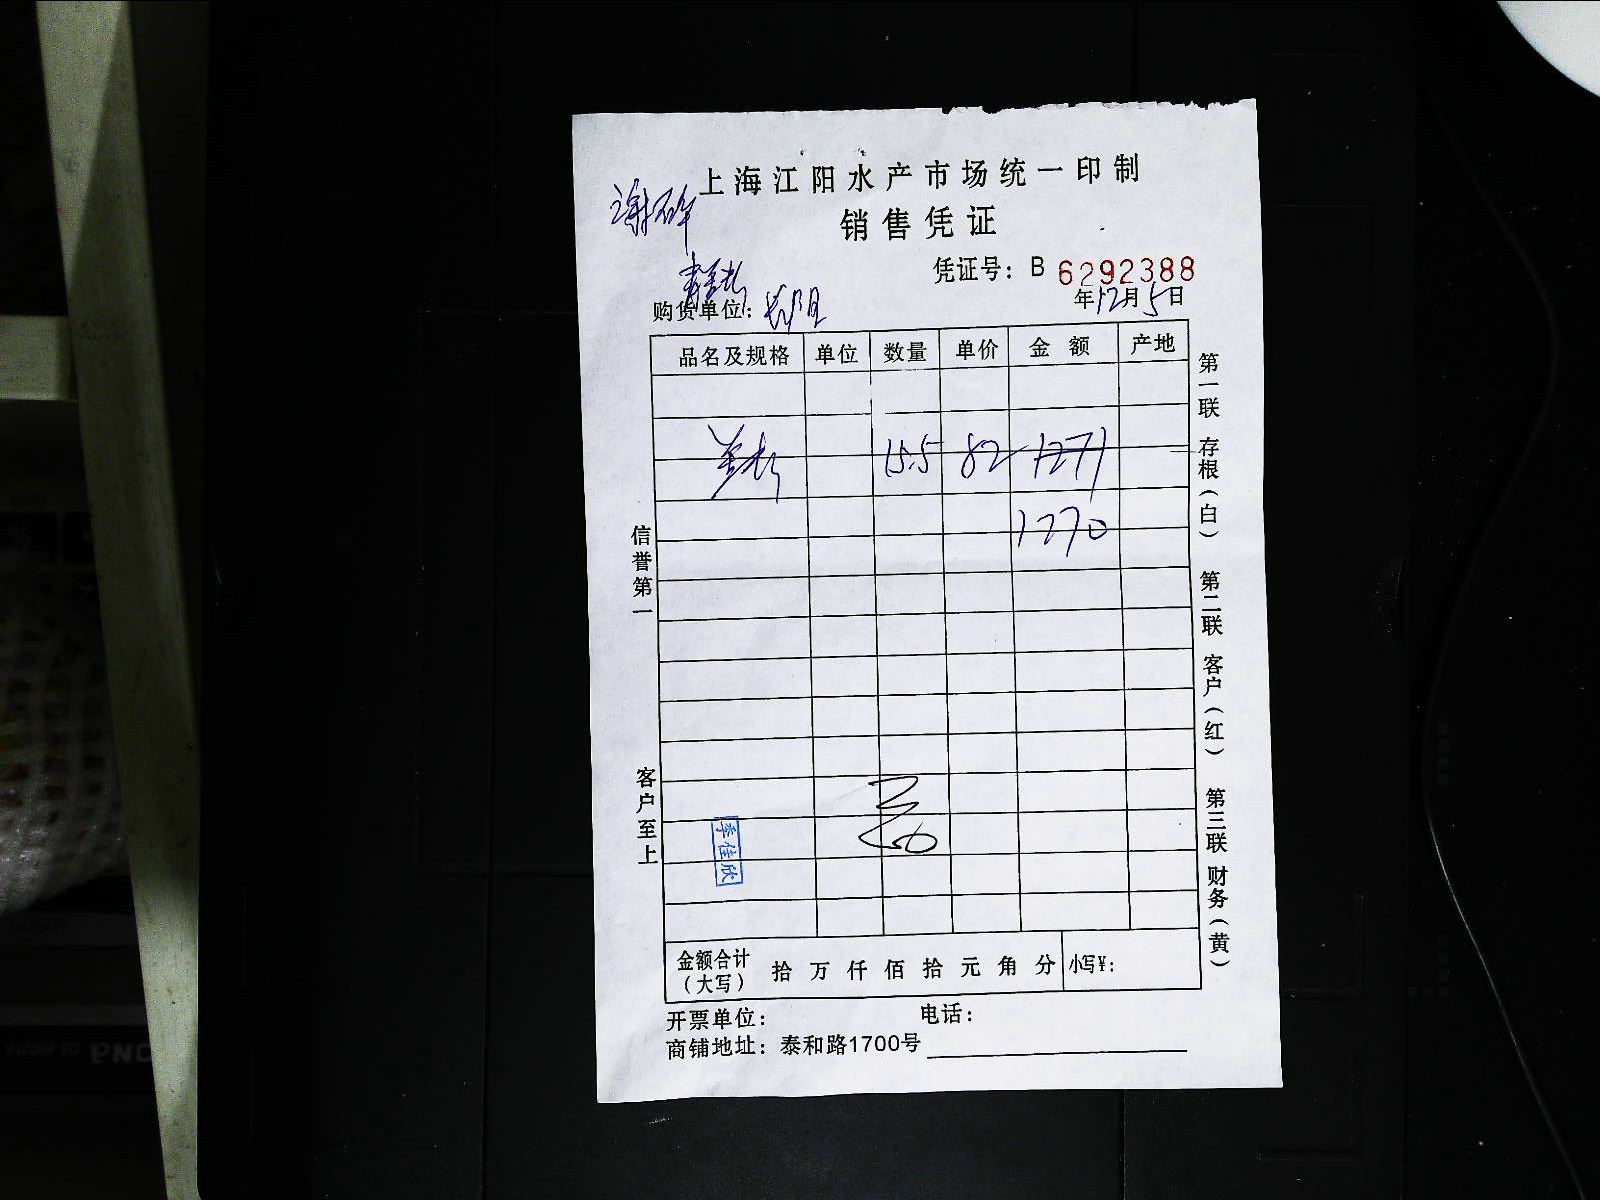 上海江阳水产市场统一印制
销售凭证
凭证号：B 6292388
年12月5日
购货单位：
品名及规格 单位 数量 单价 金额 产地
15.5 82 1271
1270
信誉第一
客户至上
李佳欣
第一联 存根（白） 第二联 客户（红） 第三联 财务（黄）
金额合计（大写） 拾万仟佰拾元角分 小写¥：
开票单位： 电话：
商铺地址：泰和路1700号